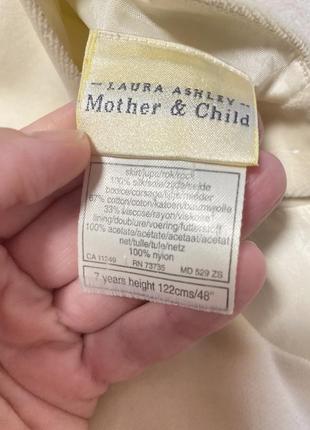 LAURA ASHLEY
Mother & Child
skirt/jupe/rok/rock
100% silk/soie/zijde/seide
bodice/corsage/lijfje/mieder
67% cotton/coton/katoen/baumwolle
33% viscose/rayon/viskose
lining/doublure/voering/futterstoff
100% acetate/acétate/acetaat/acetat
net/tulle/tule/netz
100% nylon
CA 11249 RN 73735 MD 529 ZS
7 years height 122cms/48"